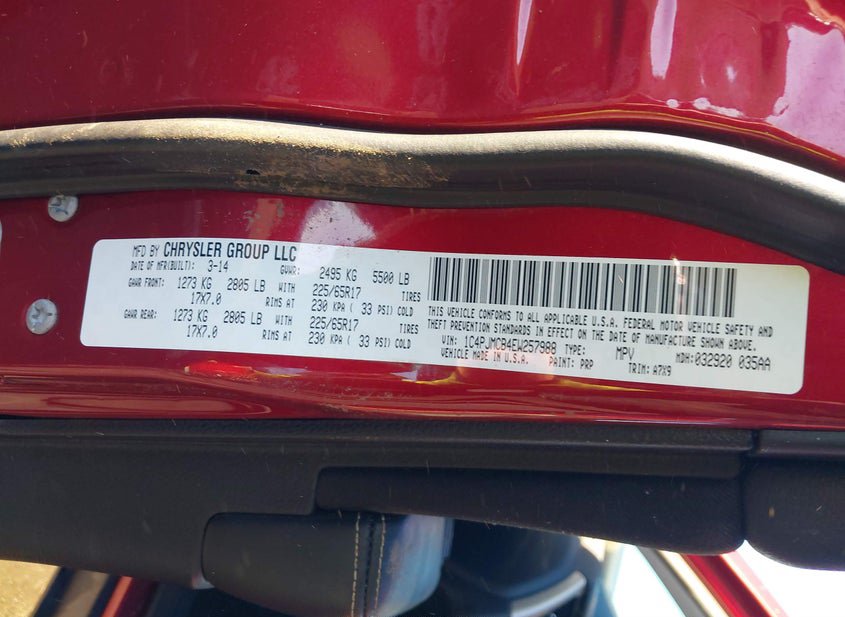 MFD BY CHRYSLER GROUP LLC
DATE OF MFR(BUILT): 3-14 GVWR: 2495 KG 5500 LB
GAWR FRONT: 1273 KG 2805 LB WITH 225/65R17 TIRES
17X7.0 RIMS AT 230 KPA ( 33 PSI) COLD
GAWR REAR: 1273 KG 2805 LB WITH 225/65R17 TIRES
17X7.0 RIMS AT 230 KPA ( 33 PSI) COLD
THIS VEHICLE CONFORMS TO ALL APPLICABLE U.S.A. FEDERAL MOTOR VEHICLE SAFETY AND
THEFT PREVENTION STANDARDS IN EFFECT ON THE DATE OF MANUFACTURE SHOWN ABOVE.
VIN: 1C4PJMCB4EW257988 TYPE: MPV MDH:032920 035AA
VEHICLE MADE IN U.S.A. PAINT: PRP TRIM: A7X9